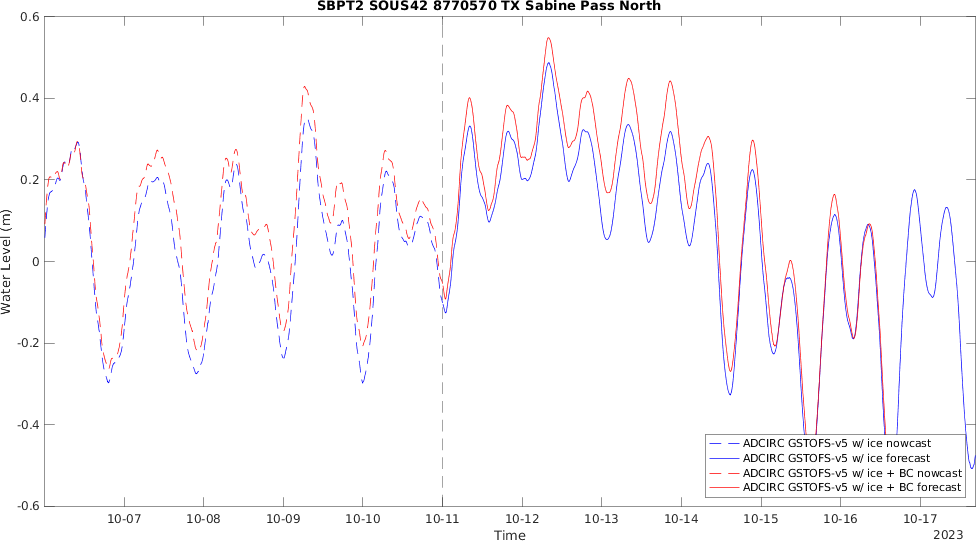 SBPT2 SOUS42 8770570 TX Sabine Pass North
0.6
0.4
0.2
0
-0.2
-0.4
-0.6
Water Level (m)
10-07 10-08 10-09 10-10 10-11 10-12 10-13 10-14 10-15 10-16 10-17
Time
2023
ADCIRC GSTOFS-v5 w/ ice nowcast
ADCIRC GSTOFS-v5 w/ ice forecast
ADCIRC GSTOFS-v5 w/ ice + BC nowcast
ADCIRC GSTOFS-v5 w/ ice + BC forecast